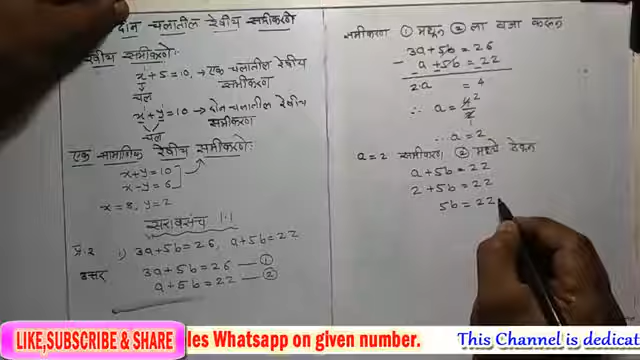 दोन चलातील रेषीय समीकरणे
रेषीय समीकरण:-
x+5=10, → एक चलातील रेषीय
समीकरण
चल
x+y=10 → दोन चलातील रेषीय
समीकरण
चल
एक सामायिक रेषीय समीकरणे
x+y=10
x-y=6
x=8, y=2
सरावसंच 1.1
प्र.2 i) 3a+5b=26, a+5b=22
उत्तर 3a+5b=26 — ①
a+5b=22 — ②
समीकरण ① मधून ② ला वजा करून
3a+5b=26
- a+5b=22
2a = 4
∴ a = 4/2
∴ a=2
a=2 समीकरण ② मध्ये ठेवून
a+5b=22
2+5b=22
5b=22
LIKE,SUBSCRIBE & SHARE
les Whatsapp on given number.
This Channel is dedicat